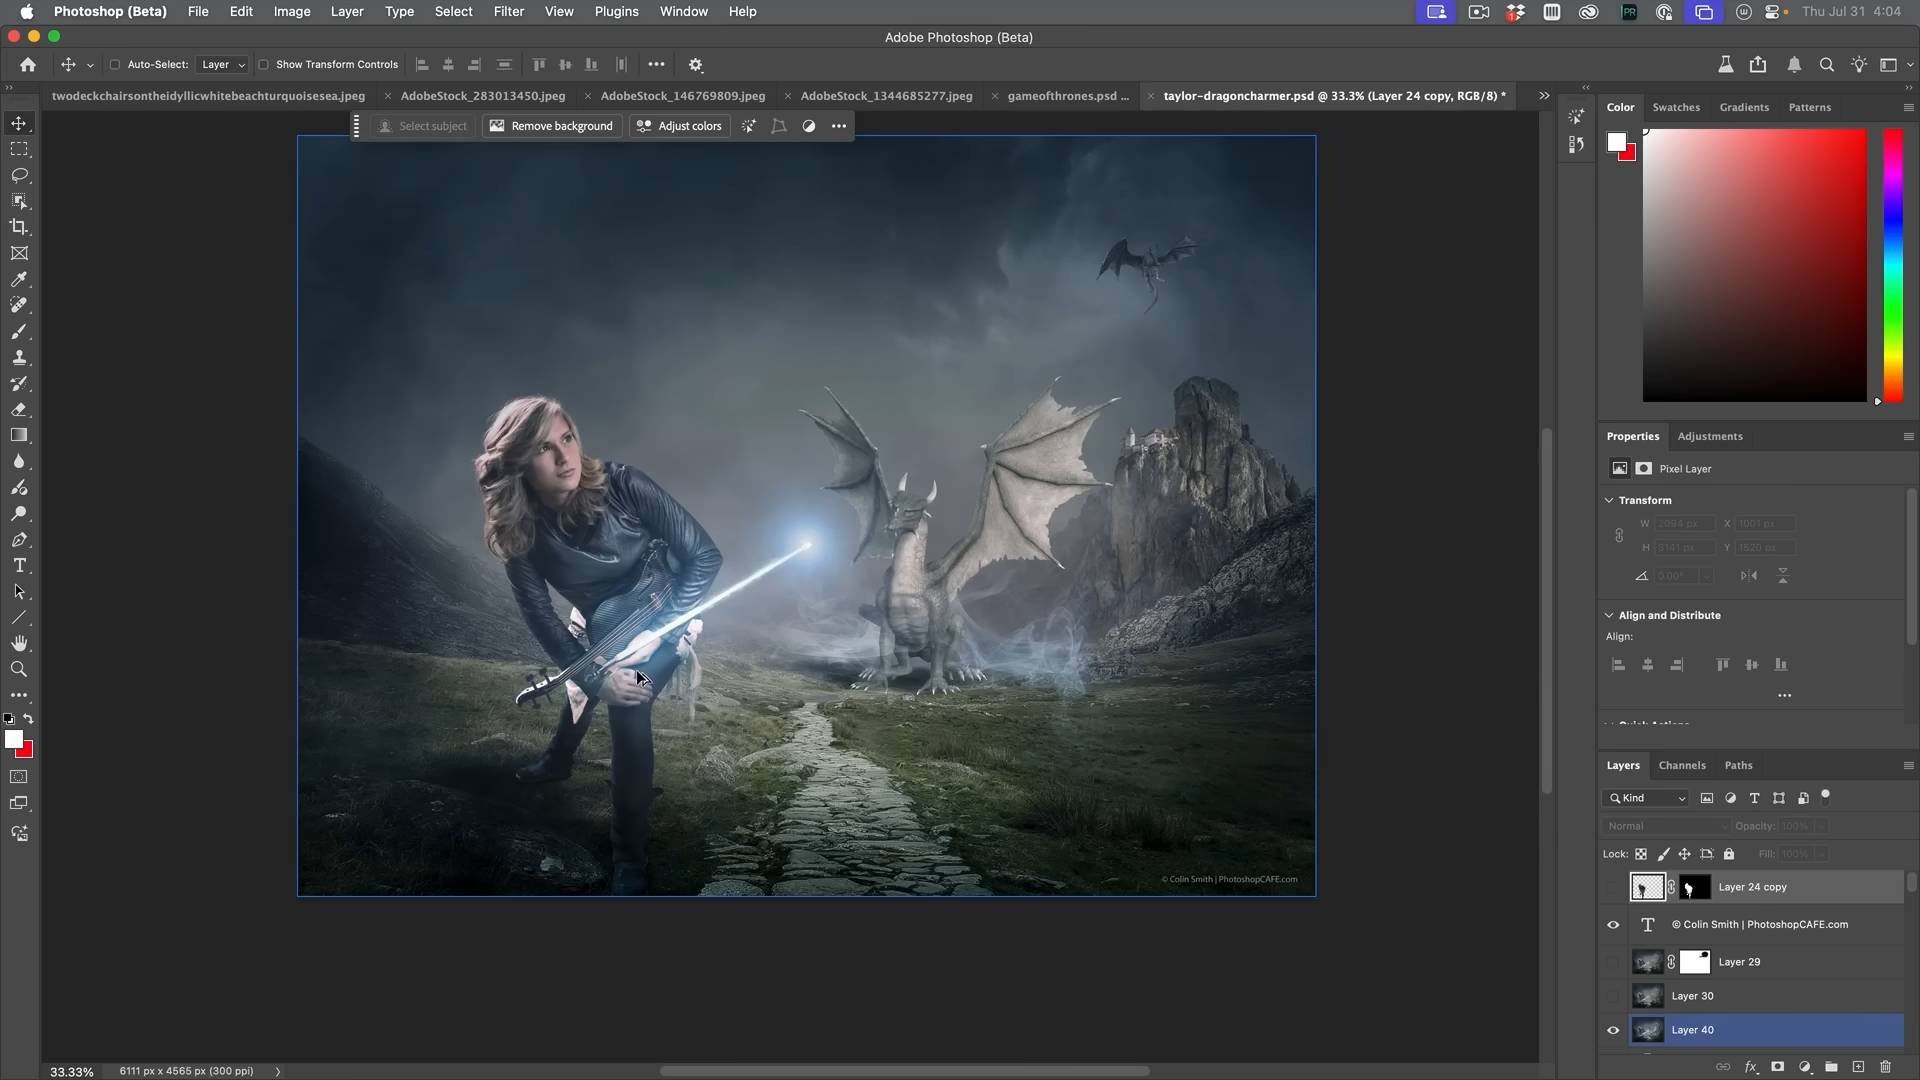 Photoshop (Beta) File Edit Image Layer Type Select Filter View Plugins Window Help Thu Jul 31 4:04
Adobe Photoshop (Beta)
Auto-Select: Layer Show Transform Controls
twodeckchairsontheidyllicwhitebeachturquoisesea.jpeg AdobeStock_283013450.jpeg AdobeStock_146769809.jpeg AdobeStock_1344685277.jpeg gameofthrones.psd ... taylor-dragoncharmer.psd @ 33.3% (Layer 24 copy, RGB/8) *
Select subject Remove background Adjust colors
Color Swatches Gradients Patterns
Properties Adjustments
Pixel Layer
Transform
W 2094 px X 1001 px
H 3141 px Y 1520 px
0.00°
Align and Distribute
Align:
Layers Channels Paths
Kind
Normal Opacity: 100%
Lock: Fill: 100%
Layer 24 copy
T © Colin Smith | PhotoshopCAFE.com
Layer 29
Layer 30
Layer 40
© Colin Smith | PhotoshopCAFE.com
33.33% 6111 px x 4565 px (300 ppi)